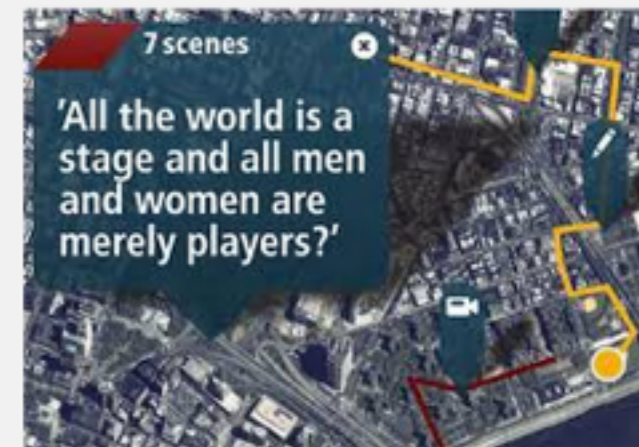 7 scenes
'All the world is a
stage and all men
and women are
merely players?'